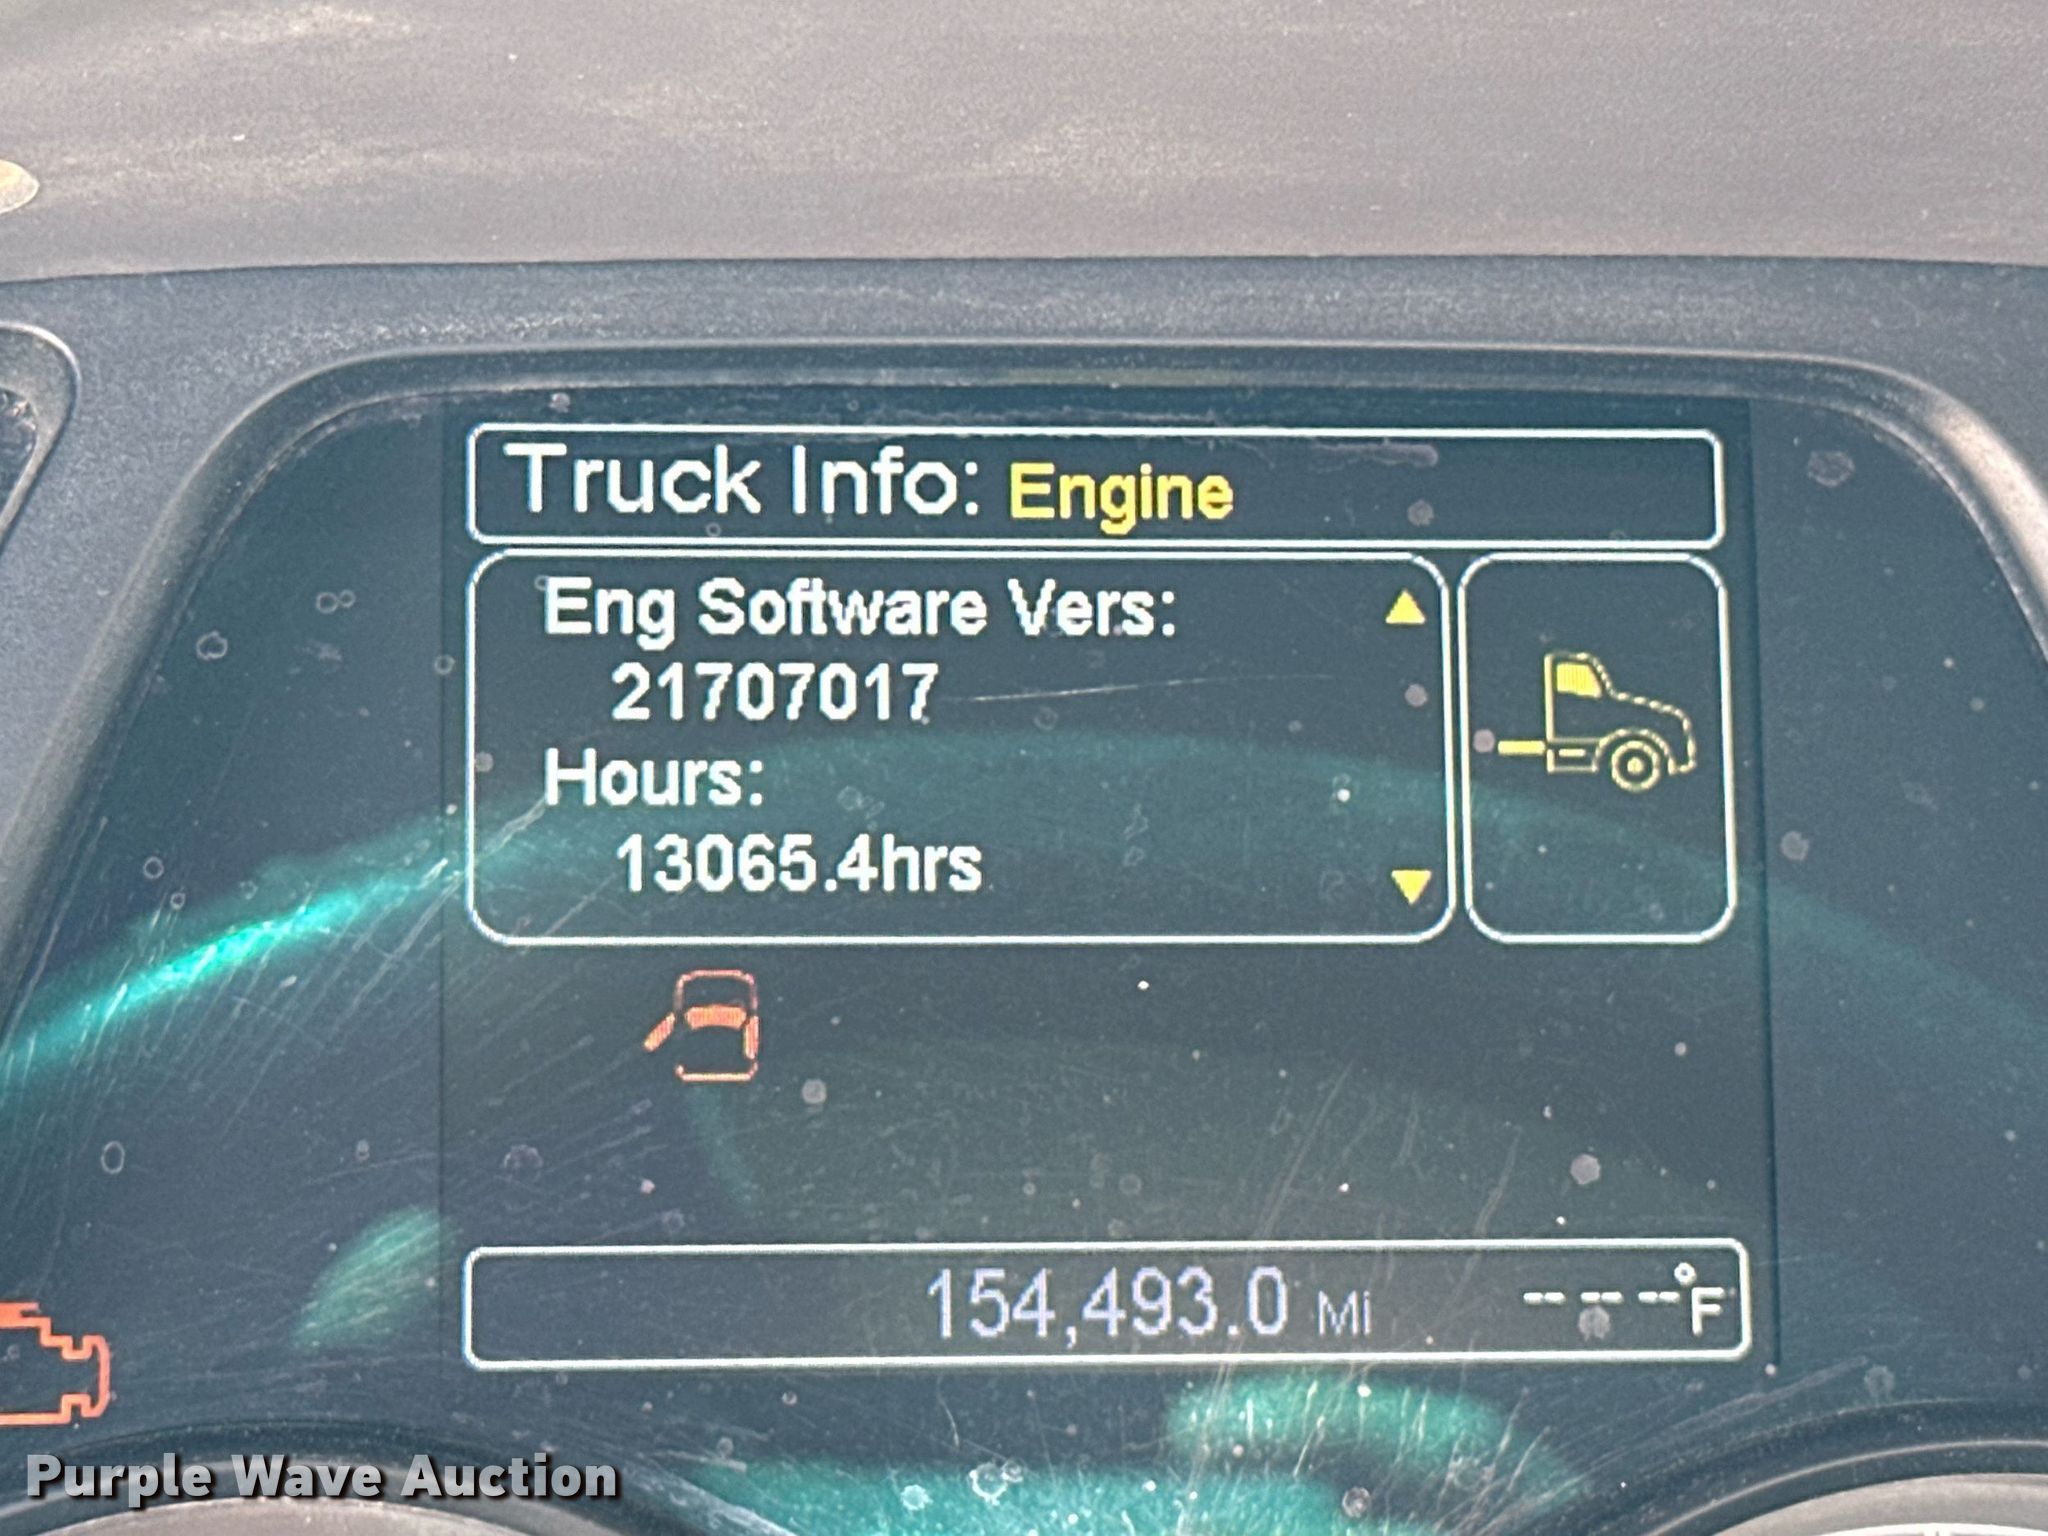 Truck Info: Engine
Eng Software Vers:
21707017
Hours:
13065.4hrs
154,493.0 Mi -- -- --°F
Purple Wave Auction